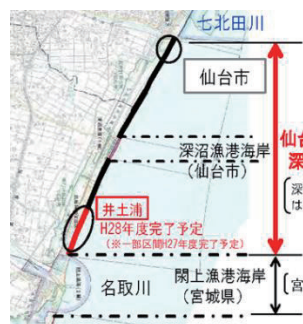 七北田川
仙台市
仙台
深
深沼漁港海岸
(仙台市)
深
は
井土浦
H28年度完了予定
(※一部区間H27年度完了予定)
閖上漁港海岸
(宮城県)
宮
名取川